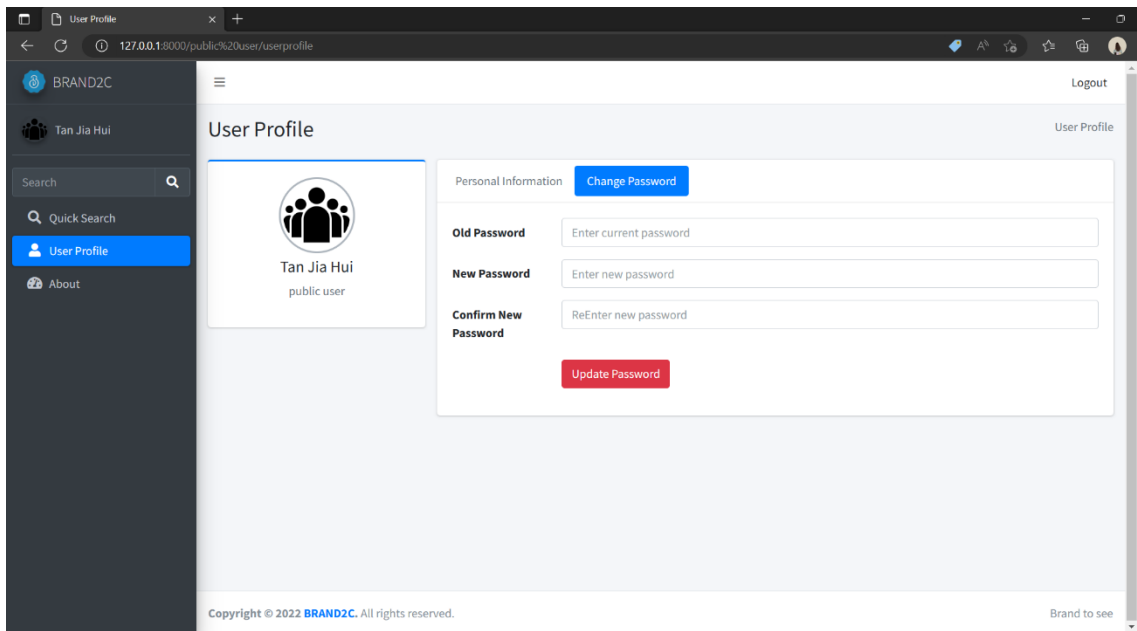 User Profile
127.0.0.1:8000/public%20user/userprofile
BRAND2C
Logout
Tan Jia Hui
User Profile
User Profile
Search
Quick Search
User Profile
About
Tan Jia Hui
public user
Personal Information
Change Password
Old Password
Enter current password
New Password
Enter new password
Confirm New
Password
ReEnter new password
Update Password
Copyright © 2022 BRAND2C. All rights reserved.
Brand to see